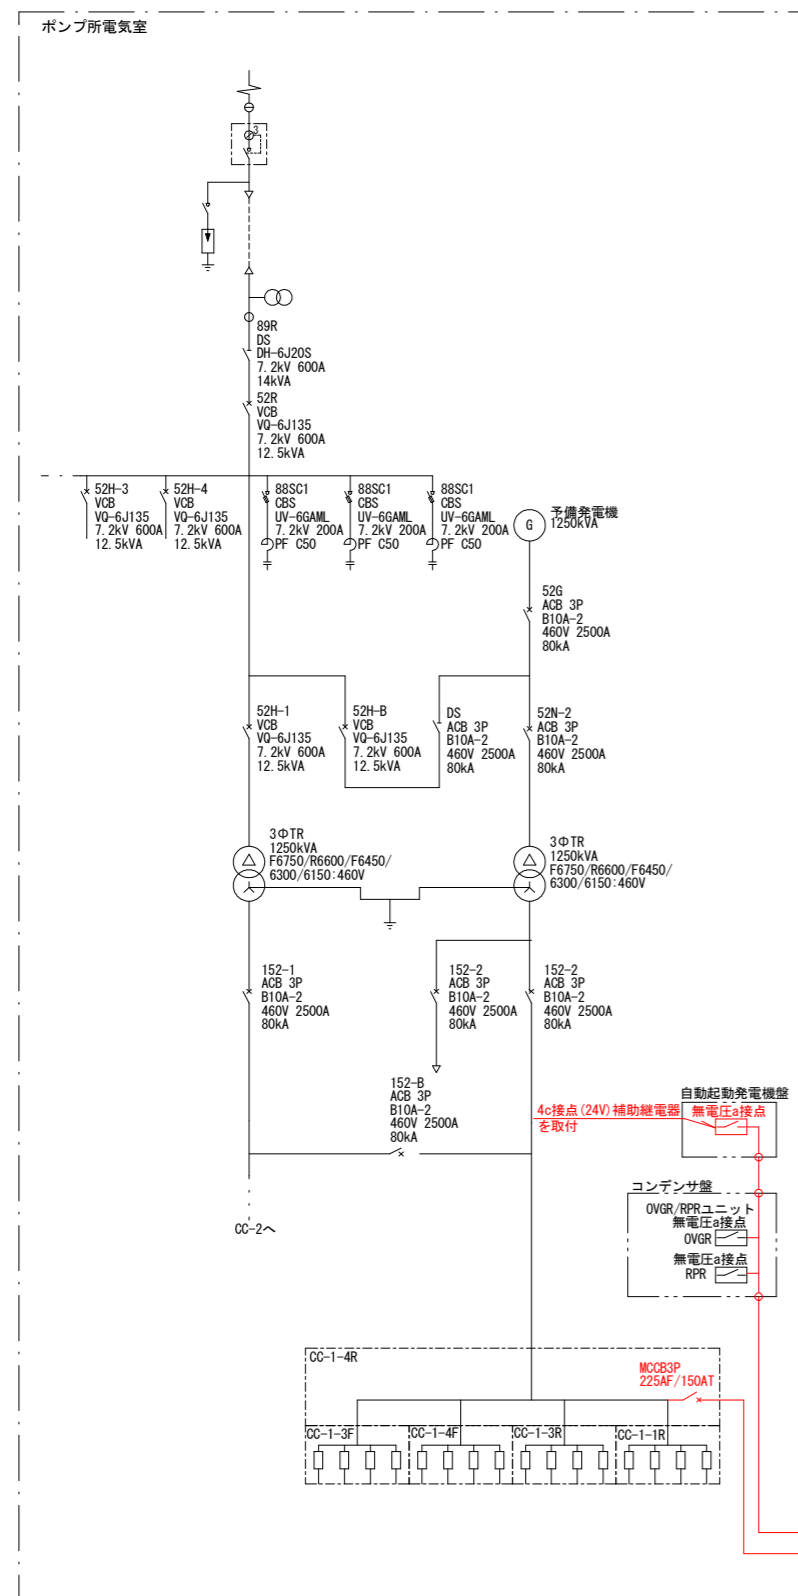 ポンプ所電気室
3
89R
DS
DH-6J20S
7.2kV 600A
14kVA
52R
VCB
VQ-6J135
7.2kV 600A
12.5kVA
52H-3
VCB
VQ-6J135
7.2kV 600A
12.5kVA
52H-4
VCB
VQ-6J135
7.2kV 600A
12.5kVA
88SC1
CBS
UV-6GAML
7.2kV 200A
PF C50
88SC1
CBS
UV-6GAML
7.2kV 200A
PF C50
88SC1
CBS
UV-6GAML
7.2kV 200A
PF C50
G
予備発電機
1250kVA
52G
ACB 3P
B10A-2
460V 2500A
80kA
52H-1
VCB
VQ-6J135
7.2kV 600A
12.5kVA
52H-B
VCB
VQ-6J135
7.2kV 600A
12.5kVA
DS
ACB 3P
B10A-2
460V 2500A
80kA
52N-2
ACB 3P
B10A-2
460V 2500A
80kA
3ΦTR
1250kVA
F6750/R6600/F6450/
6300/6150:460V
3ΦTR
1250kVA
F6750/R6600/F6450/
6300/6150:460V
152-1
ACB 3P
B10A-2
460V 2500A
80kA
152-2
ACB 3P
B10A-2
460V 2500A
80kA
152-2
ACB 3P
B10A-2
460V 2500A
80kA
152-B
ACB 3P
B10A-2
460V 2500A
80kA
4c接点(24V)補助継電器
を取付
自動起動発電機盤
無電圧a接点
コンデンサ盤
OVGR/RPRユニット
無電圧a接点
OVGR
無電圧a接点
RPR
CC-2へ
CC-1-4R
MCCB3P
225AF/150AT
CC-1-3F
CC-1-4F
CC-1-3R
CC-1-1R